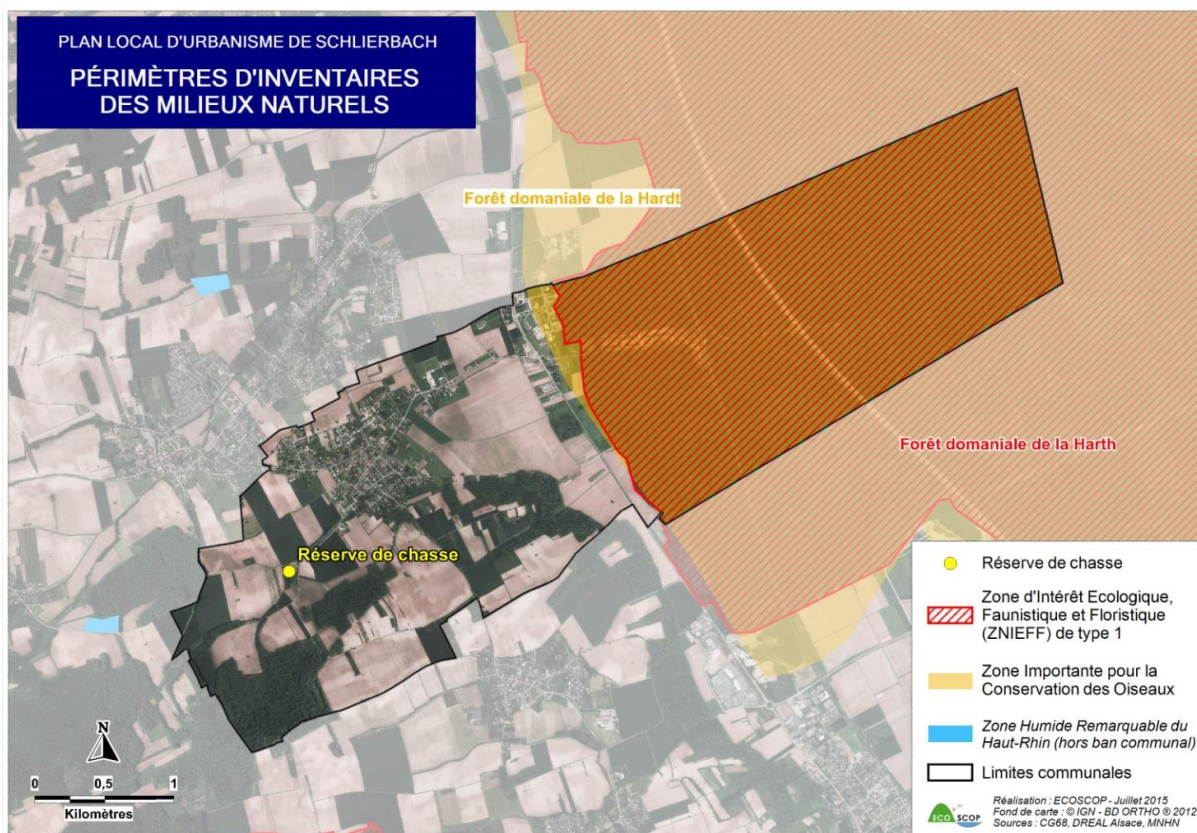 PLAN LOCAL D'URBANISME DE SCHLIERBACH
PÉRIMÈTRES D'INVENTAIRES
DES MILIEUX NATURELS
Forêt domaniale de la Hardt
Forêt domaniale de la Harth
Réserve de chasse
Réserve de chasse
Zone d'Intérêt Ecologique,
Faunistique et Floristique
(ZNIEFF) de type 1
Zone Importante pour la
Conservation des Oiseaux
Zone Humide Remarquable du
Haut-Rhin (hors ban communal)
Limites communales
N
0 0,5 1
Kilomètres
ECO SCOP
Réalisation : ECOSCOP - Juillet 2015
Fond de carte : © IGN - BD ORTHO ® 2012
Sources : CG68, DREAL Alsace, MNHN